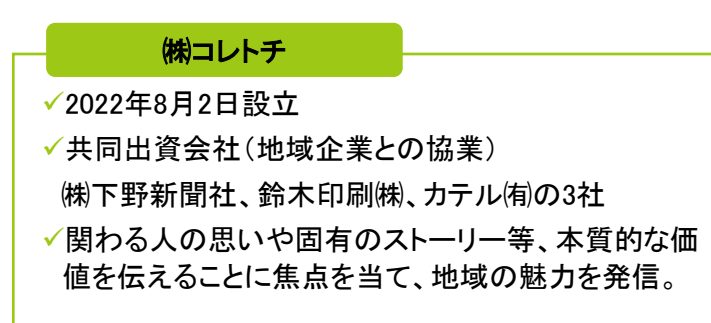 ㈱コレトチ
✓2022年8月2日設立
✓共同出資会社（地域企業との協業）
㈱下野新聞社、鈴木印刷㈱、カテル㈲の3社
✓関わる人の思いや固有のストーリー等、本質的な価
値を伝えることに焦点を当て、地域の魅力を発信。